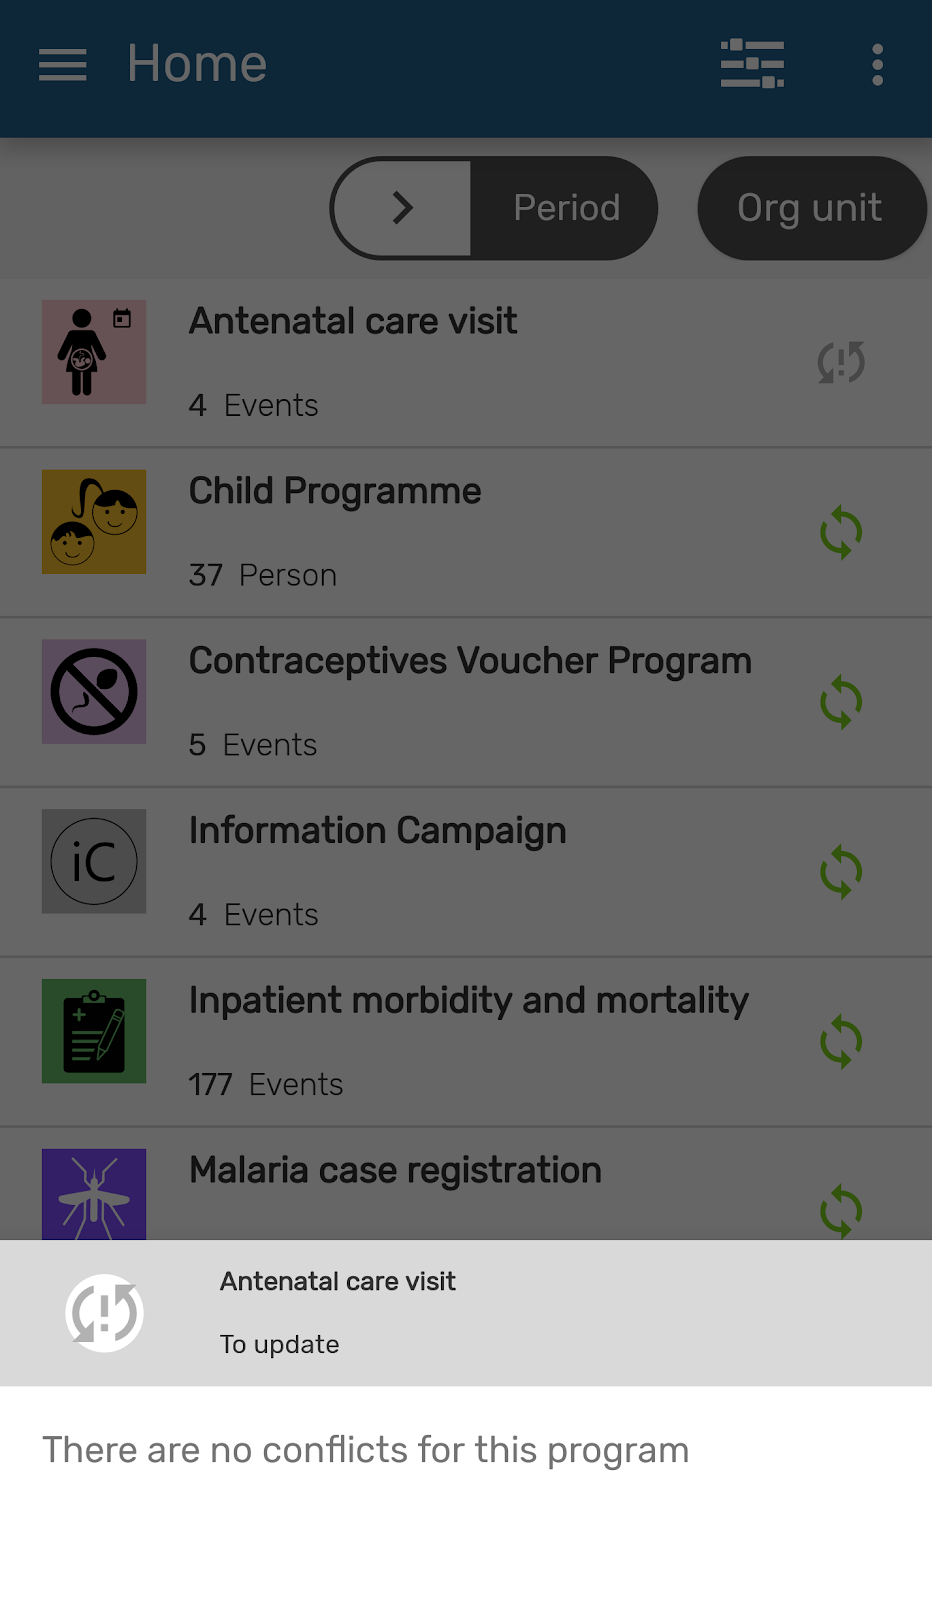 Home
Period
Org unit
Antenatal care visit
4 Events
Child Programme
37 Person
Contraceptives Voucher Program
5 Events
iC
Information Campaign
4 Events
Inpatient morbidity and mortality
177 Events
Malaria case registration
Antenatal care visit
To update
There are no conflicts for this program